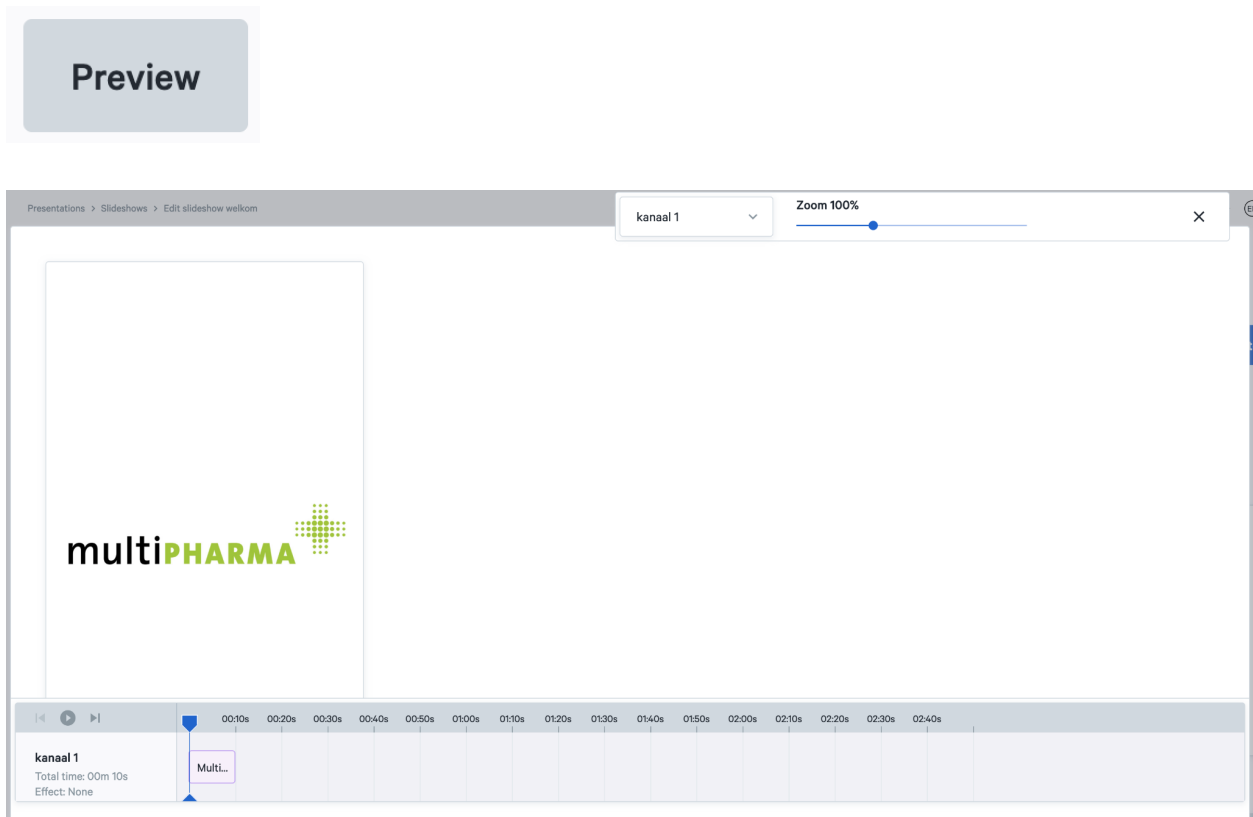 Preview
Presentations > Slideshows > Edit slideshow welkom
kanaal 1
Zoom 100%
multiPHARMA
00:10s 00:20s 00:30s 00:40s 00:50s 01:00s 01:10s 01:20s 01:30s 01:40s 01:50s 02:00s 02:10s 02:20s 02:30s 02:40s
kanaal 1
Total time: 00m 10s
Effect: None
Multi...